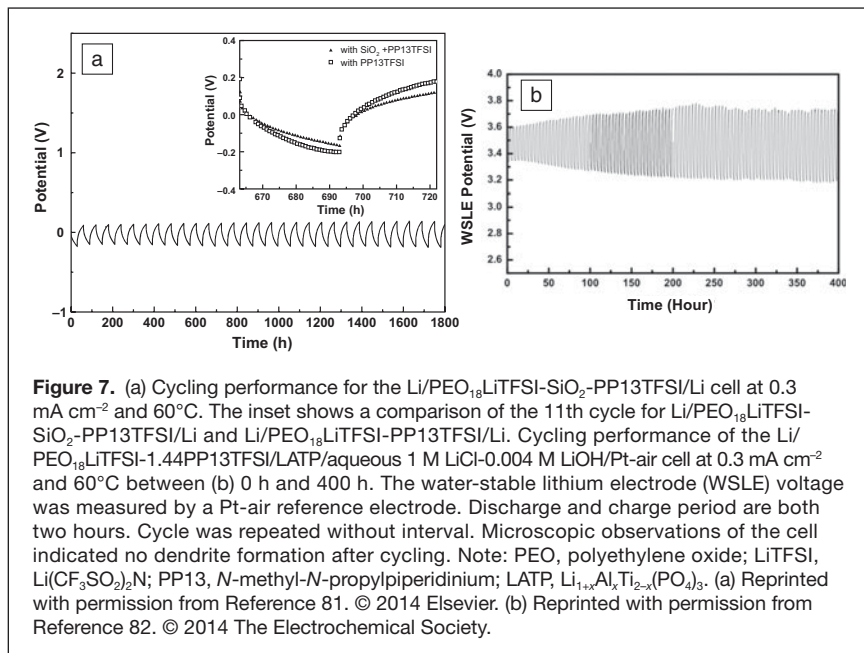 a
2
1
0
–1
Potential (V)
0 200 400 600 800 1000 1200 1400 1600 1800
Time (h)
0.4
0.2
0.0
–0.2
–0.4
Potential (V)
670 680 690 700 710 720
Time (h)
with SiO₂ +PP13TFSI
with PP13TFSI
b
4.0
3.8
3.6
3.4
3.2
3.0
2.8
2.6
WSLE Potential (V)
0 50 100 150 200 250 300 350 400
Time (Hour)
Figure 7. (a) Cycling performance for the Li/PEO₁₈LiTFSI-SiO₂-PP13TFSI/Li cell at 0.3
mA cm⁻² and 60°C. The inset shows a comparison of the 11th cycle for Li/PEO₁₈LiTFSI-
SiO₂-PP13TFSI/Li and Li/PEO₁₈LiTFSI-PP13TFSI/Li. Cycling performance of the Li/
PEO₁₈LiTFSI-1.44PP13TFSI/LATP/aqueous 1 M LiCl-0.004 M LiOH/Pt-air cell at 0.3 mA cm⁻²
and 60°C between (b) 0 h and 400 h. The water-stable lithium electrode (WSLE) voltage
was measured by a Pt-air reference electrode. Discharge and charge period are both
two hours. Cycle was repeated without interval. Microscopic observations of the cell
indicated no dendrite formation after cycling. Note: PEO, polyethylene oxide; LiTFSI,
Li(CF₃SO₂)₂N; PP13, N-methyl-N-propylpiperidinium; LATP, Li₁₊ₓAlₓTi₂₋ₓ(PO₄)₃. (a) Reprinted
with permission from Reference 81. © 2014 Elsevier. (b) Reprinted with permission from
Reference 82. © 2014 The Electrochemical Society.